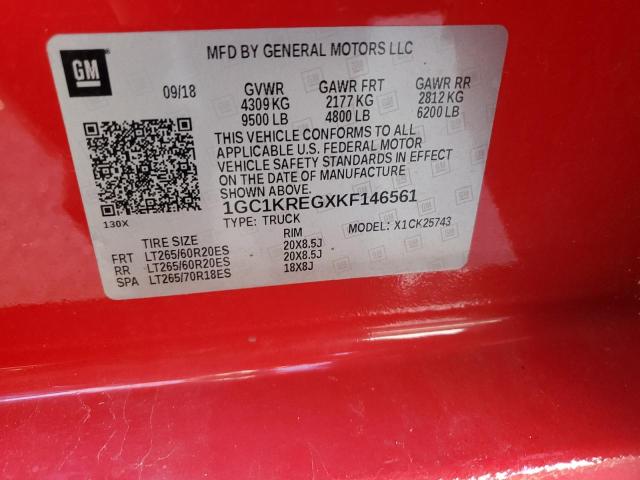 GM
MFD BY GENERAL MOTORS LLC
09/18 GVWR GAWR FRT GAWR RR
4309 KG 2177 KG 2812 KG
9500 LB 4800 LB 6200 LB
THIS VEHICLE CONFORMS TO ALL
APPLICABLE U.S. FEDERAL MOTOR
VEHICLE SAFETY STANDARDS IN EFFECT
ON THE DATE OF MANUFACTURE
SHOWN ABOVE.
130X
1GC1KREGXKF146561
TYPE: TRUCK MODEL: X1CK25743
TIRE SIZE RIM
FRT LT265/60R20ES 20X8.5J
RR LT265/60R20ES 20X8.5J
SPA LT265/70R18ES 18X8J